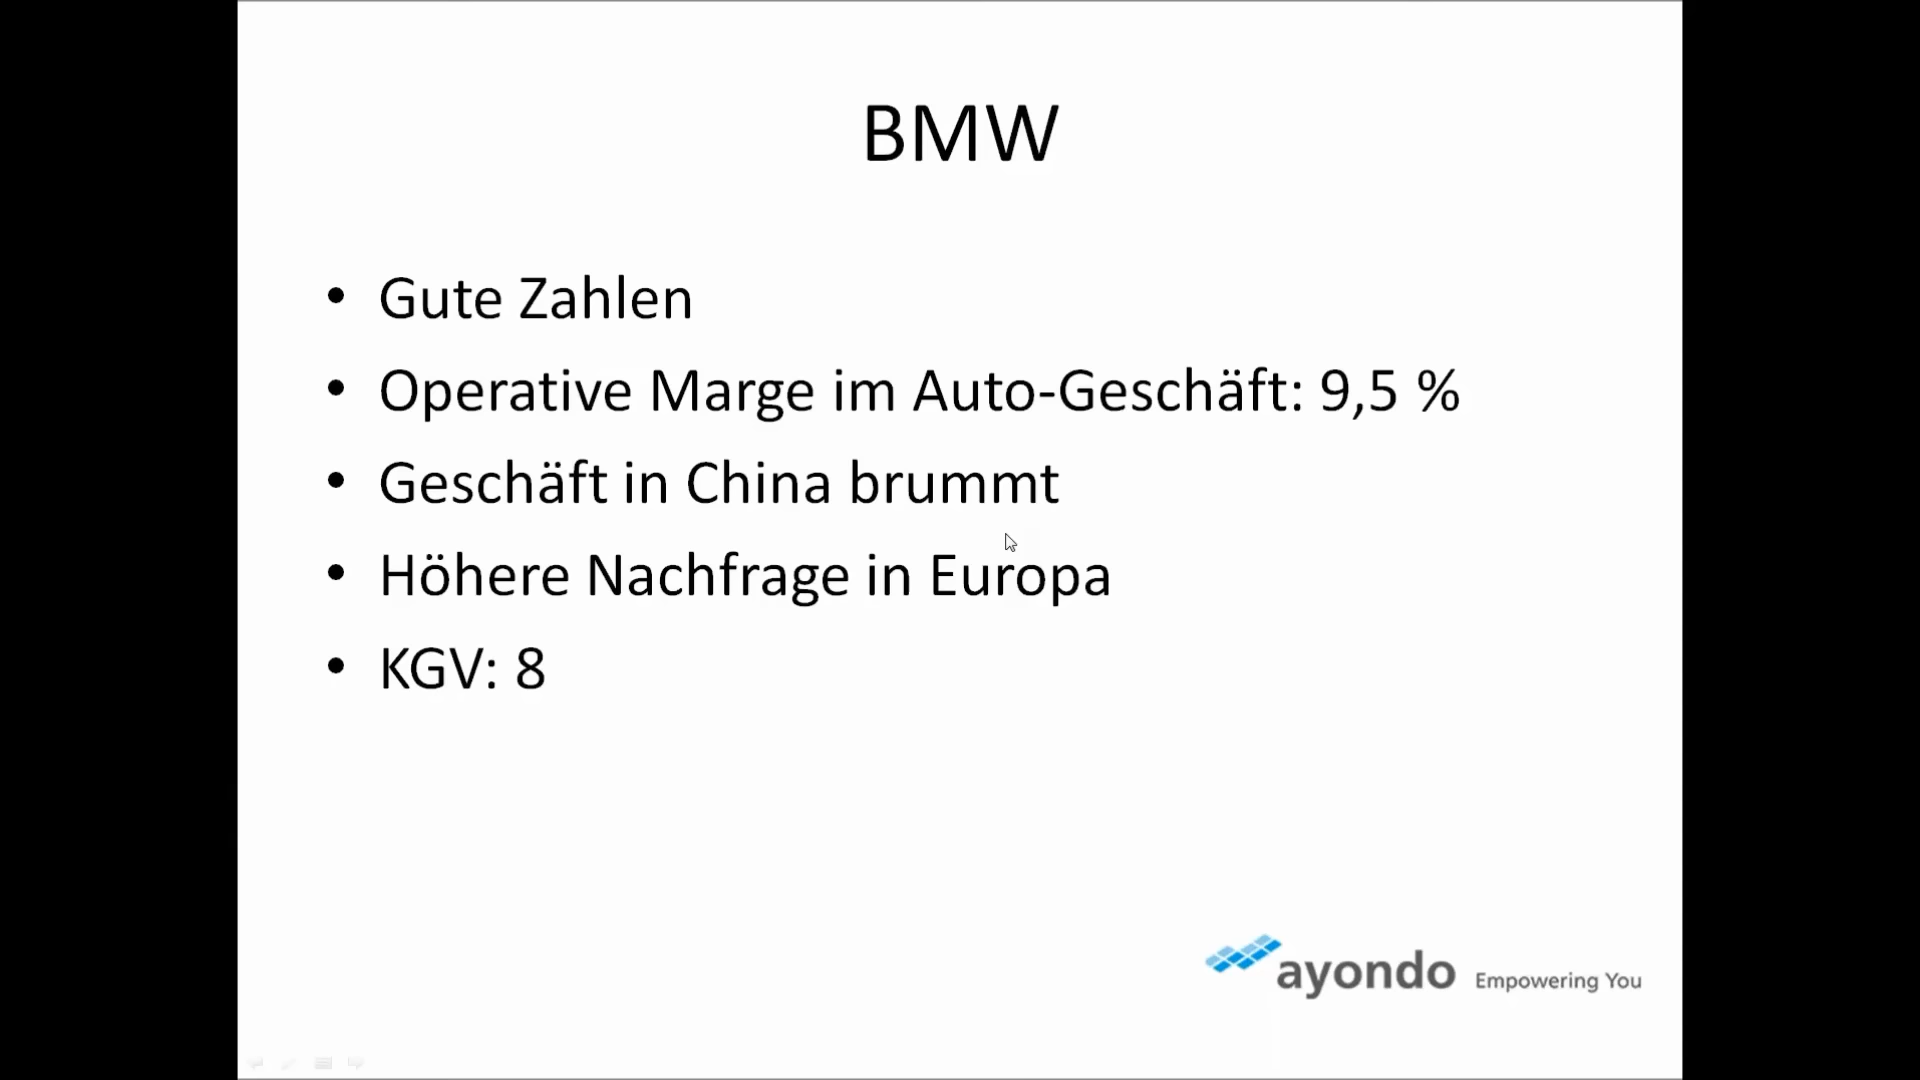 BMW
• Gute Zahlen
• Operative Marge im Auto-Geschäft: 9,5 %
• Geschäft in China brummt
• Höhere Nachfrage in Europa
• KGV: 8
ayondo Empowering You